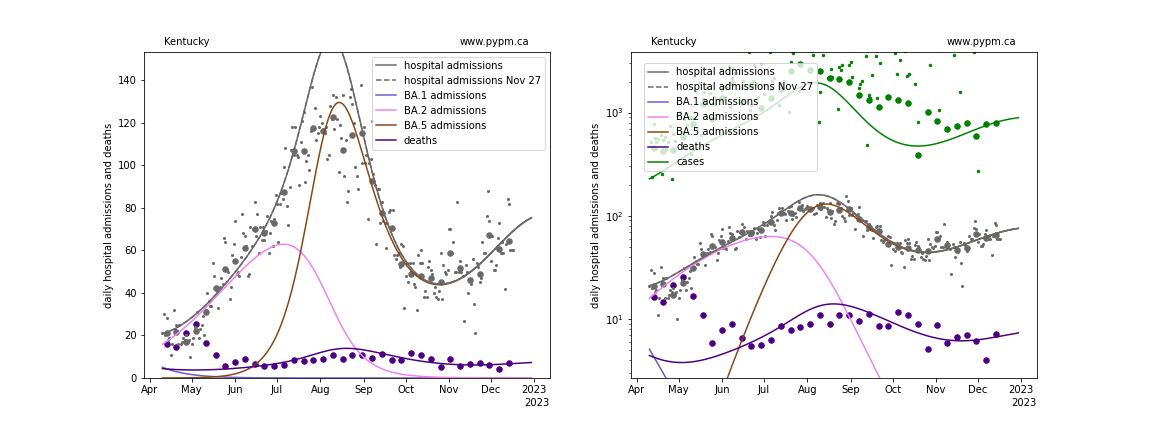 Kentucky
www.pypm.ca
daily hospital admissions and deaths
140
120
100
80
60
40
20
0
hospital admissions
hospital admissions Nov 27
BA.1 admissions
BA.2 admissions
BA.5 admissions
deaths
Apr
May
Jun
Jul
Aug
Sep
Oct
Nov
Dec
2023
2023
Kentucky
www.pypm.ca
daily hospital admissions and deaths
10³
10²
10¹
hospital admissions
hospital admissions Nov 27
BA.1 admissions
BA.2 admissions
BA.5 admissions
deaths
cases
Apr
May
Jun
Jul
Aug
Sep
Oct
Nov
Dec
2023
2023